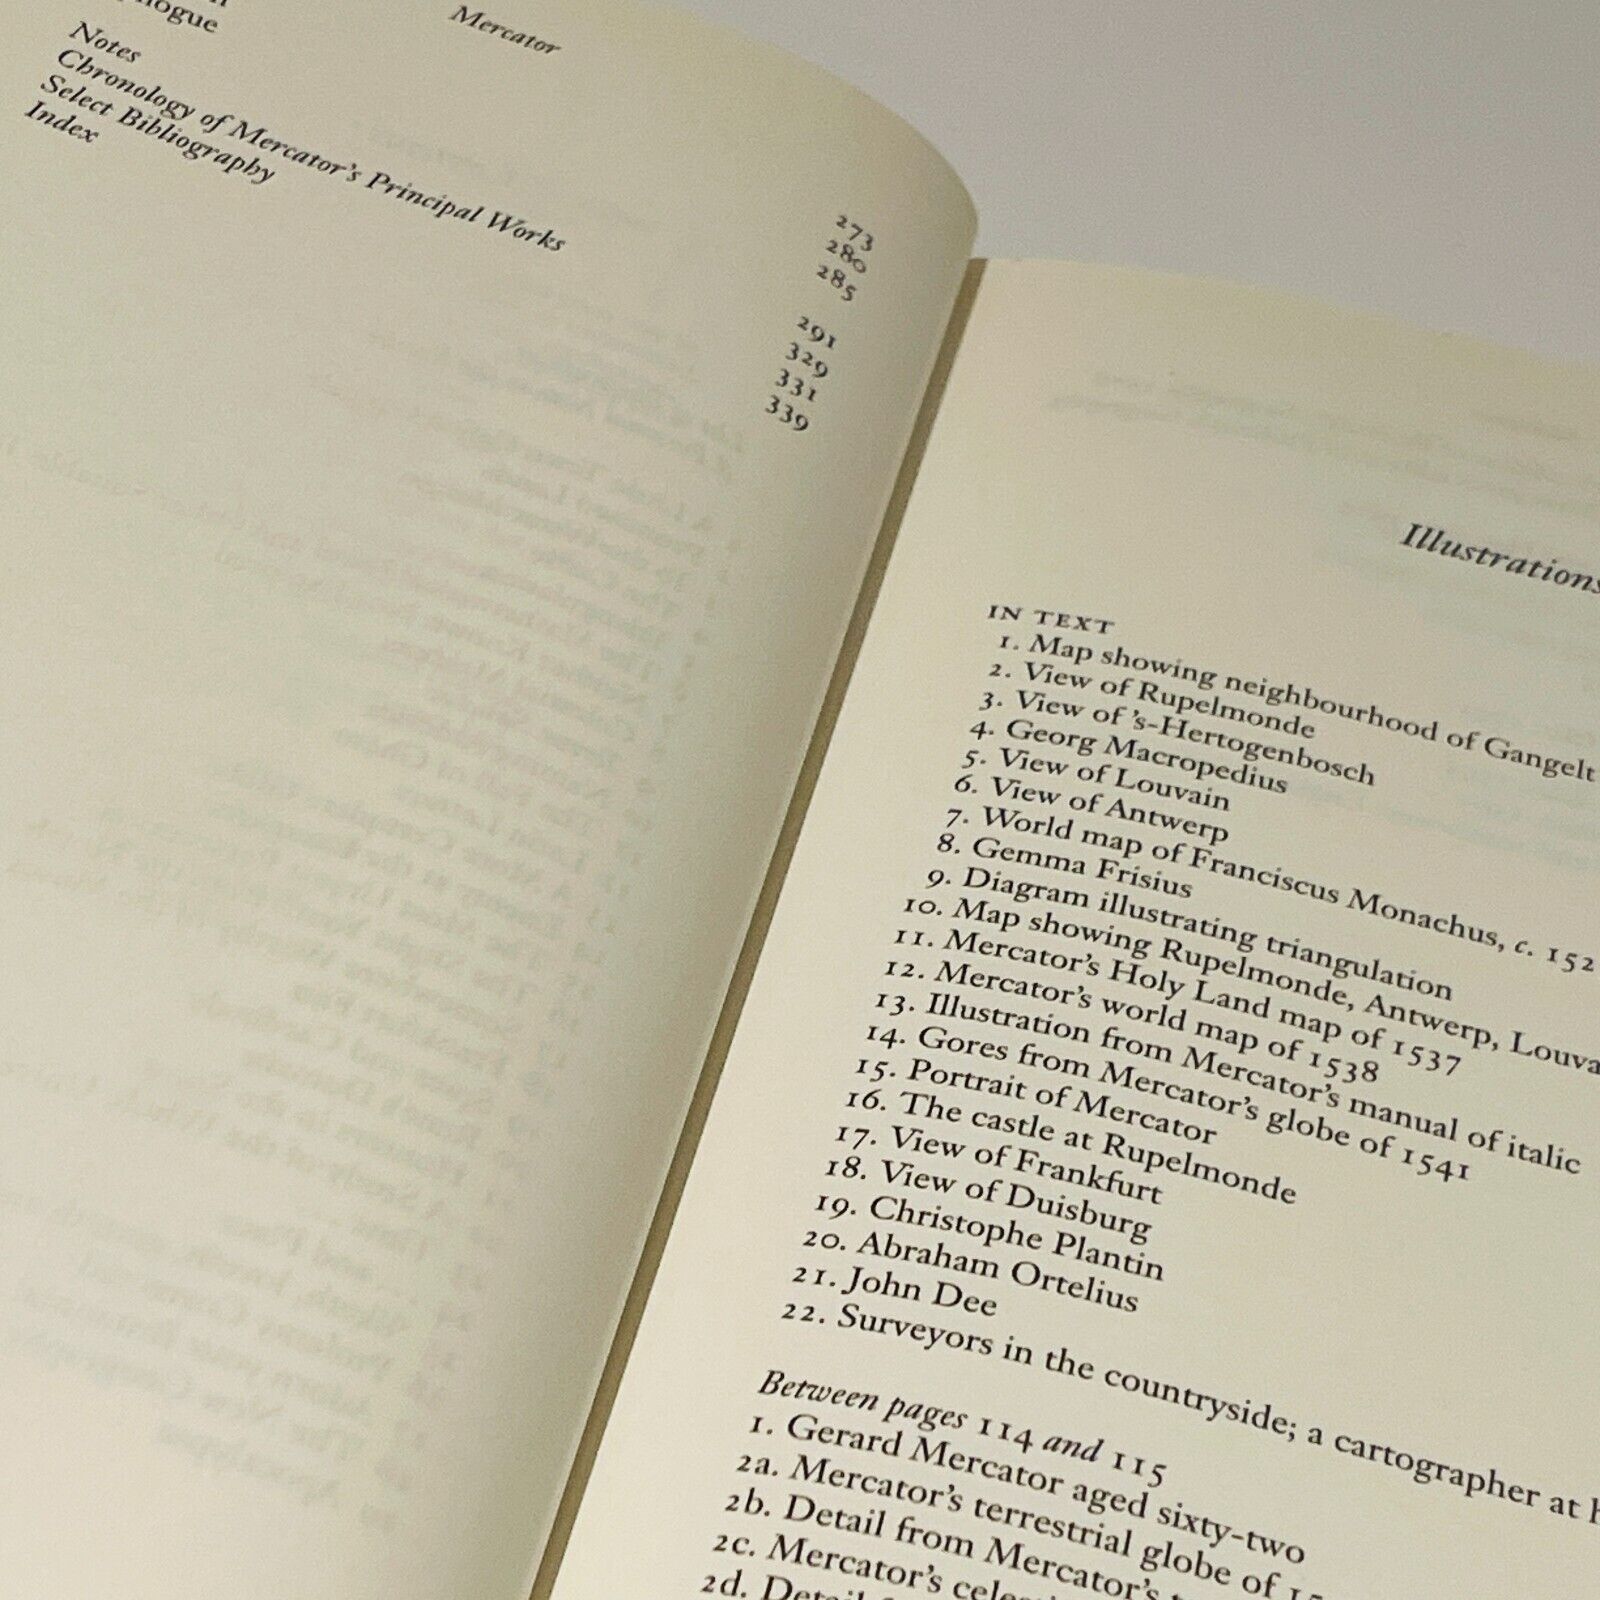 Mercator
Notes
Chronology of Mercator's Principal Works
Select Bibliography
Index
273
280
285
291
329
331
339
Illustrations
IN TEXT
1. Map showing neighbourhood of Gangelt
2. View of Rupelmonde
3. View of 's-Hertogenbosch
4. Georg Macropedius
5. View of Louvain
6. View of Antwerp
7. World map of Franciscus Monachus, c. 152
8. Gemma Frisius
9. Diagram illustrating triangulation
10. Map showing Rupelmonde, Antwerp, Louva
11. Mercator's Holy Land map of 1537
12. Mercator's world map of 1538
13. Illustration from Mercator's manual of italic
14. Gores from Mercator's globe of 1541
15. Portrait of Mercator
16. The castle at Rupelmonde
17. View of Frankfurt
18. View of Duisburg
19. Christophe Plantin
20. Abraham Ortelius
21. John Dee
22. Surveyors in the countryside; a cartographer at h
Between pages 114 and 115
1. Gerard Mercator aged sixty-two
2a. Mercator's terrestrial globe of
2b. Detail from Mercator's
2c. Mercator's
2d. Detail